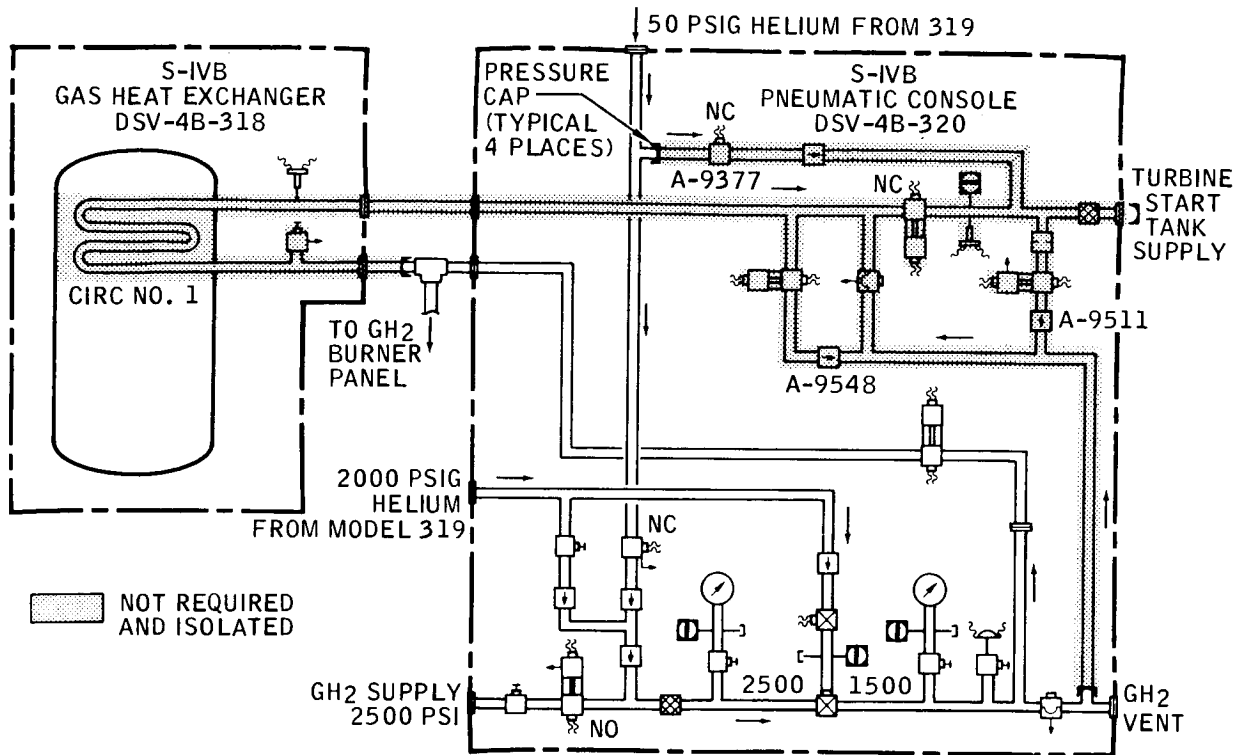 50 PSIG HELIUM FROM 319
S-IVB
GAS HEAT EXCHANGER
DSV-4B-318
PRESSURE
CAP
(TYPICAL
4 PLACES)
NC
S-IVB
PNEUMATIC CONSOLE
DSV-4B-320
A-9377
NC
TURBINE
START
TANK
SUPPLY
CIRC NO. 1
TO GH2
BURNER
PANEL
A-9511
A-9548
2000 PSIG
HELIUM
FROM MODEL 319
NC
NOT REQUIRED
AND ISOLATED
GH2 SUPPLY
2500 PSI
NO
2500
1500
GH2
VENT